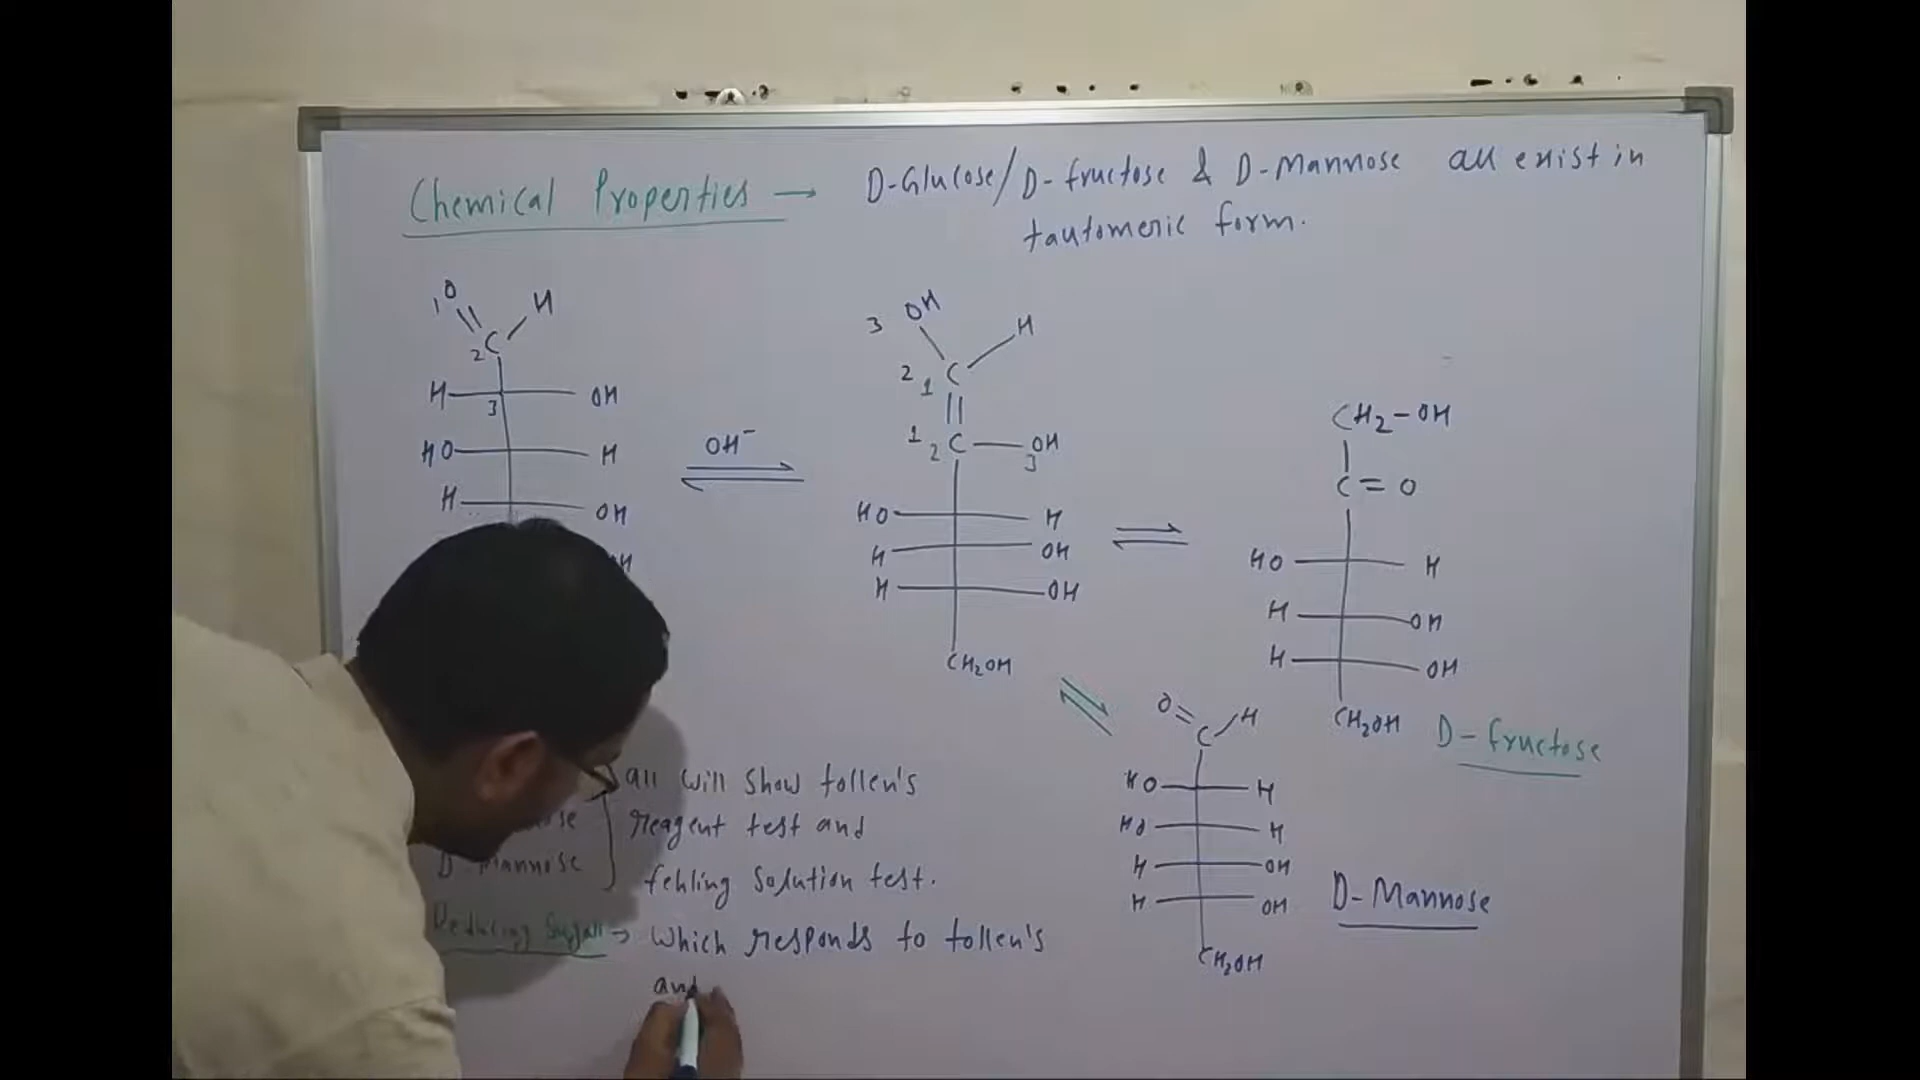 Chemical Properties → D-Glucose/D-fructose & D-Mannose all exist in
tautomeric form.
1 O H
2 C
H 3 OH
HO H
H OH
OH⁻
3 OH H
2 1 C
1 2 C OH 3
HO H
H OH
H OH
CH2OH
CH2-OH
C=O
HO H
H OH
H OH
CH2OH D-fructose
O H
C
HO H
HO H
H OH
H OH
CH2OH
D-Mannose
all will show tollen's
reagent test and
D-Mannose fehling solution test.
Reducing Sugar → Which responds to tollen's
and